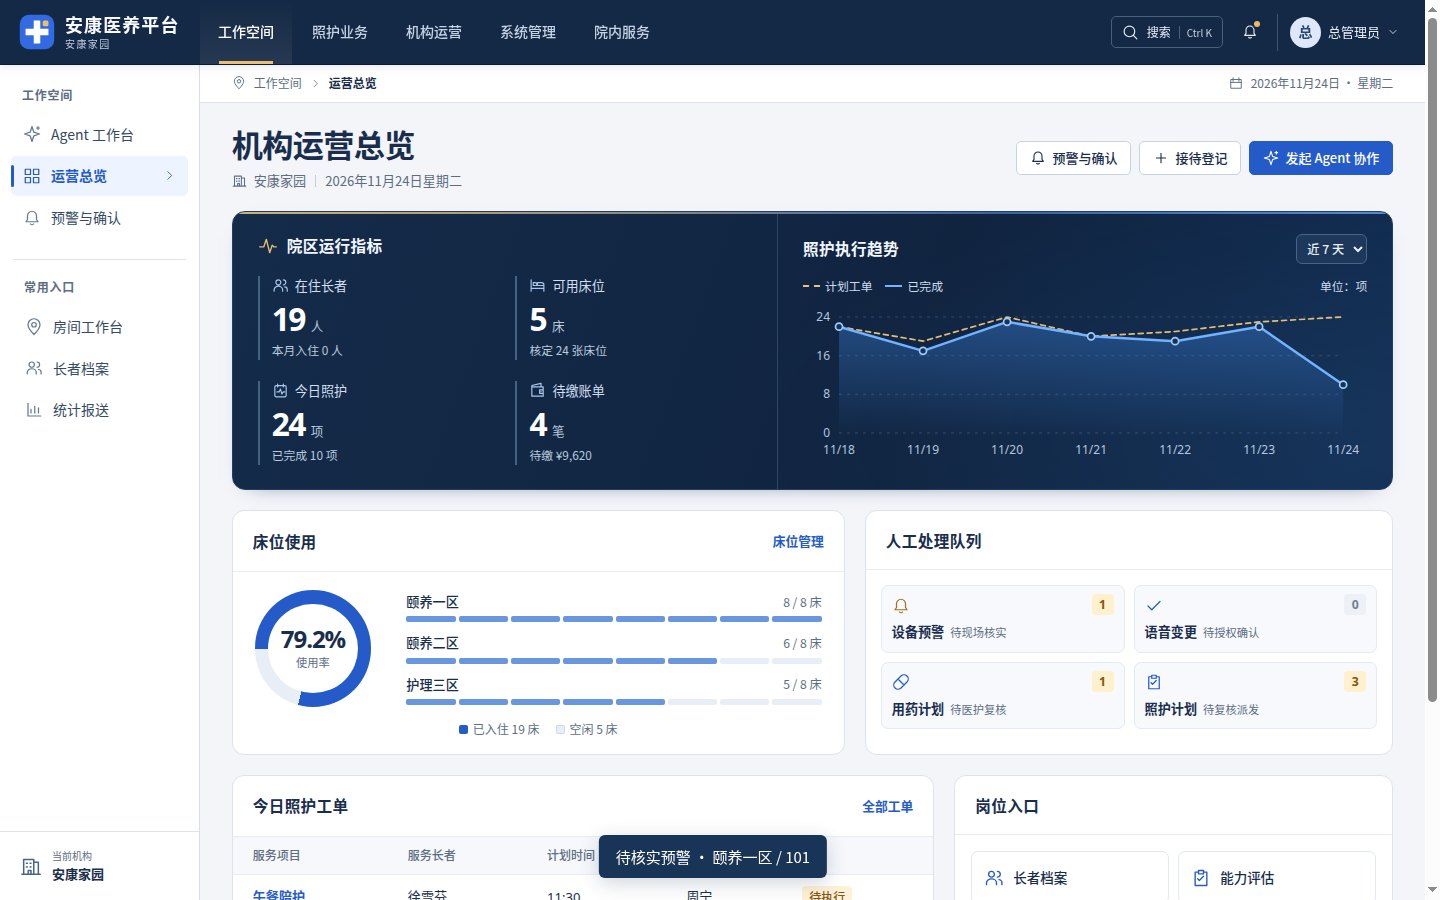 安康医养平台
安康家园
工作空间
照护业务
机构运营
系统管理
院内服务
搜索
Ctrl K
总
总管理员
工作空间
Agent 工作台
运营总览
预警与确认
常用入口
房间工作台
长者档案
统计报送
当前机构
安康家园
工作空间
运营总览
2026年11月24日 · 星期二
机构运营总览
安康家园
2026年11月24日星期二
预警与确认
接待登记
发起 Agent 协作
院区运行指标
在住长者
19 人
本月入住 0 人
可用床位
5 床
核定 24 张床位
今日照护
24 项
已完成 10 项
待缴账单
4 笔
待缴 ¥9,620
照护执行趋势
近 7 天
计划工单
已完成
单位：项
24
16
8
0
11/18
11/19
11/20
11/21
11/22
11/23
11/24
床位使用
床位管理
79.2%
使用率
颐养一区
8 / 8 床
颐养二区
6 / 8 床
护理三区
5 / 8 床
已入住 19 床
空闲 5 床
人工处理队列
1
设备预警 待现场核实
0
语音变更 待授权确认
1
用药计划 待医护复核
3
照护计划 待复核派发
今日照护工单
全部工单
服务项目
服务长者
计划时间
午餐陪护
徐雪芬
11:30
周宁
待执行
待核实预警 · 颐养一区 / 101
岗位入口
长者档案
能力评估